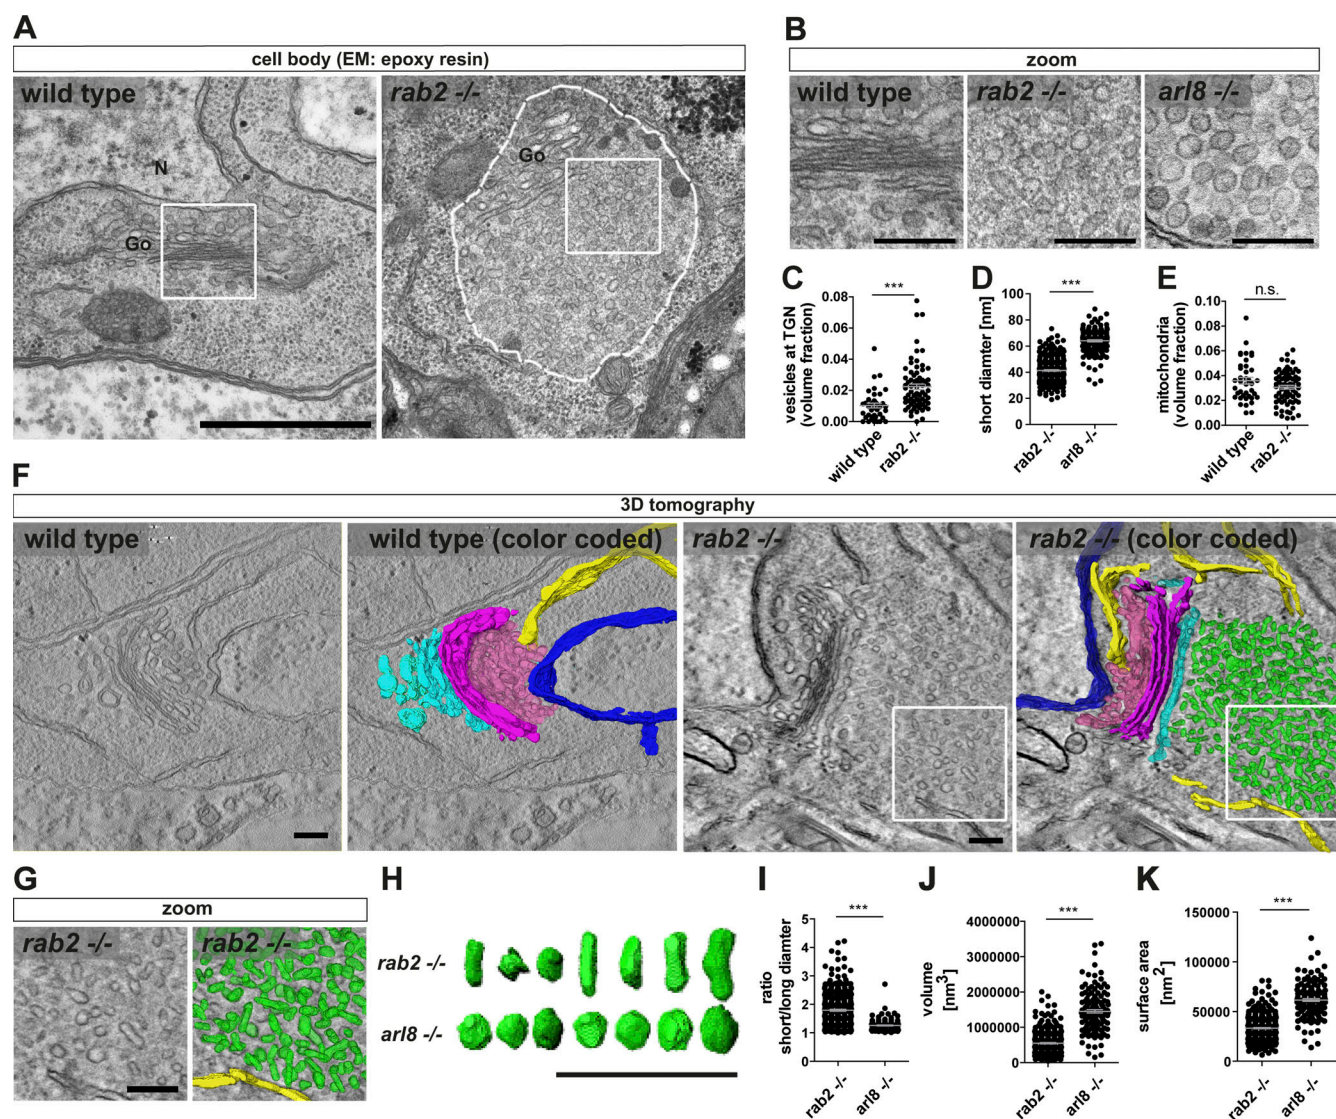 A
cell body (EM: epoxy resin)
wild type
N
Go
rab2 -/-
Go
B
zoom
wild type
rab2 -/-
arl8 -/-
C
vesicles at TGN
(volume fraction)
0.08
0.06
0.04
0.02
0.00
***
wild type
rab2 -/-
D
short diamter [nm]
100
80
60
40
20
0
***
rab2 -/-
arl8 -/-
E
mitochondria
(volume fraction)
0.10
0.08
0.06
0.04
0.02
0.00
n.s.
wild type
rab2 -/-
F
3D tomography
wild type
wild type (color coded)
rab2 -/-
rab2 -/- (color coded)
G
zoom
rab2 -/-
rab2 -/-
H
rab2 -/-
arl8 -/-
I
ratio
short/long diamter
5
4
3
2
1
0
***
rab2 -/-
arl8 -/-
J
volume
[nm3]
4000000
3000000
2000000
1000000
0
***
rab2 -/-
arl8 -/-
K
surface area
[nm2]
150000
100000
50000
0
***
rab2 -/-
arl8 -/-